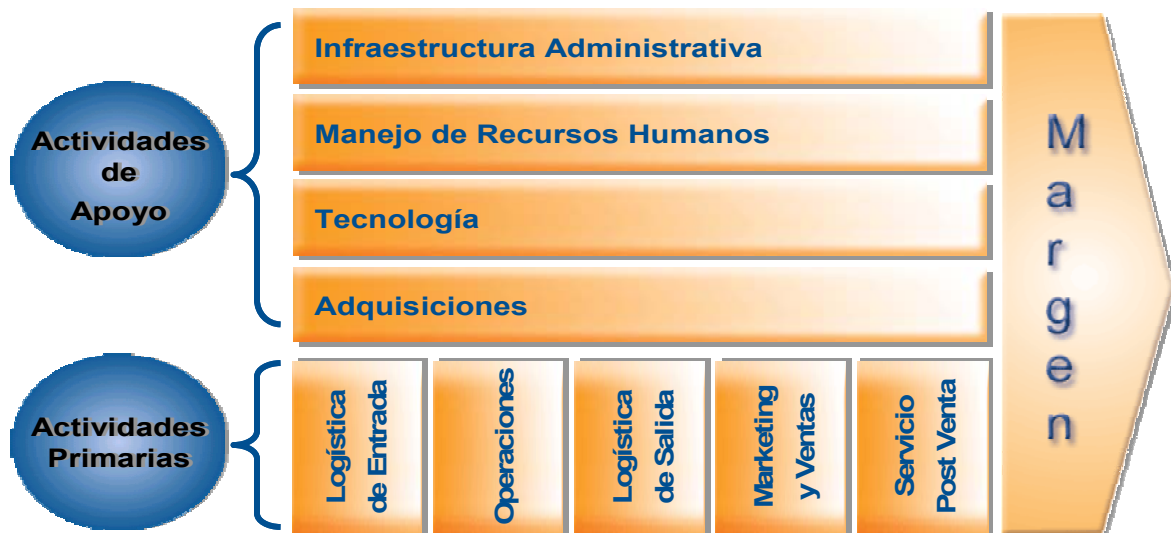 Actividades
de
Apoyo
Infraestructura Administrativa
Manejo de Recursos Humanos
Tecnología
Adquisiciones
Actividades
Primarias
Logística
de Entrada
Operaciones
Logística
de Salida
Marketing
y Ventas
Servicio
Post Venta
Margen